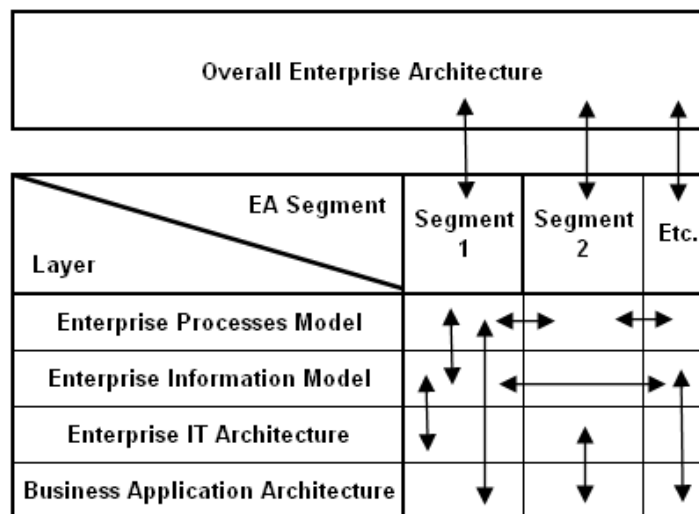 Overall Enterprise Architecture
EA Segment
Layer
Segment
1
Segment
2
Etc.
Enterprise Processes Model
Enterprise Information Model
Enterprise IT Architecture
Business Application Architecture